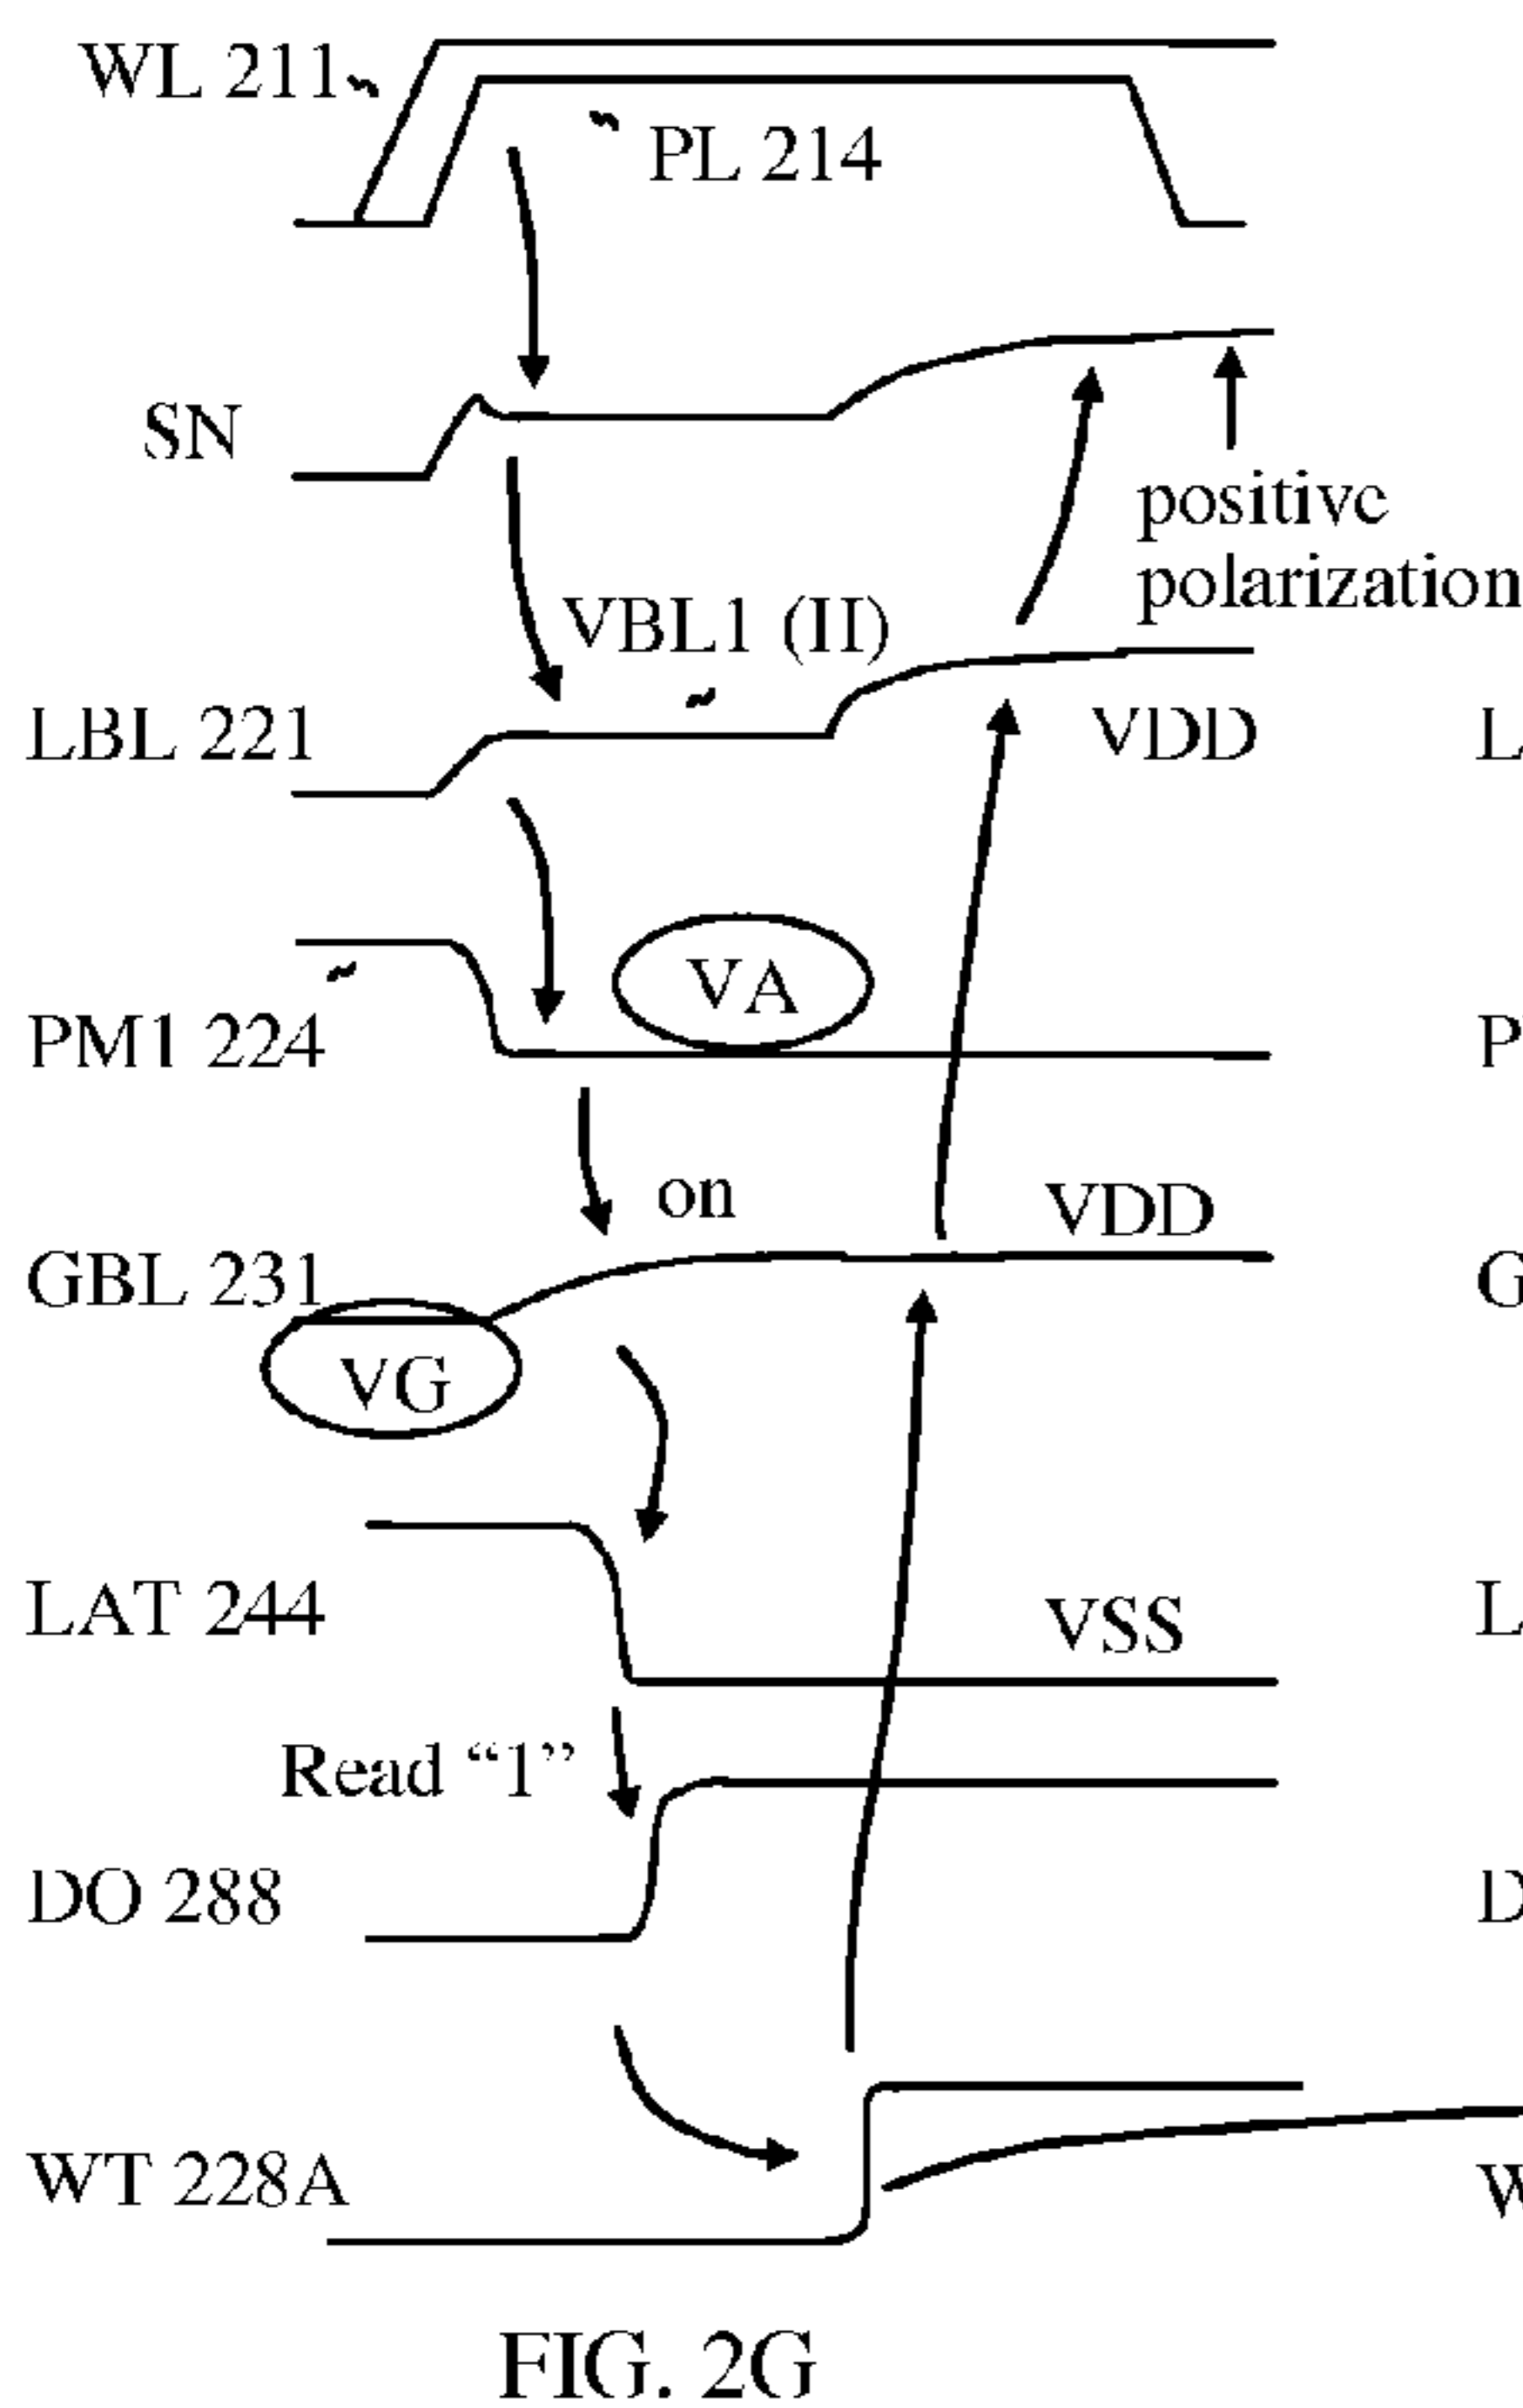 WL 211
PL 214
SN
positive
polarization
VBL1 (II)
LBL 221
VDD
L
VA
PM1 224
P
on
VDD
GBL 231
G
VG
LAT 244
VSS
L
Read “1”
DO 288
D
WT 228A
W
FIG. 2G